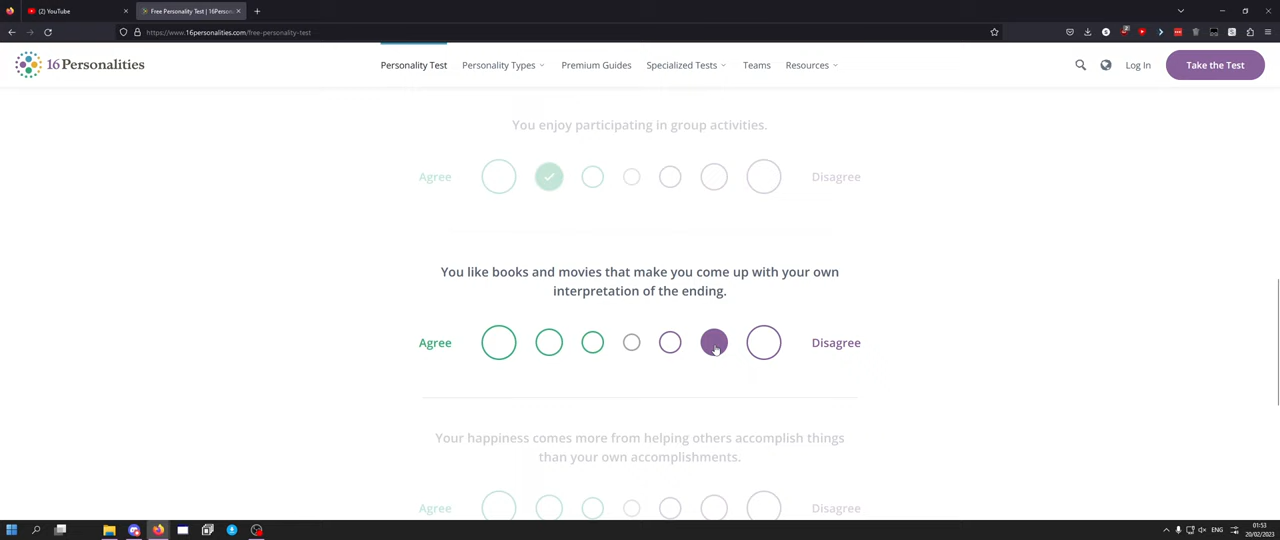 (2) YouTube
Free Personality Test | 16Person
https://www.16personalities.com/free-personality-test
16Personalities
Personality Test
Personality Types
Premium Guides
Specialized Tests
Teams
Resources
Log In
Take the Test
You enjoy participating in group activities.
Agree
Disagree
You like books and movies that make you come up with your own
interpretation of the ending.
Agree
Disagree
Your happiness comes more from helping others accomplish things
than your own accomplishments.
Agree
Disagree
ENG
01:53
20/02/2023